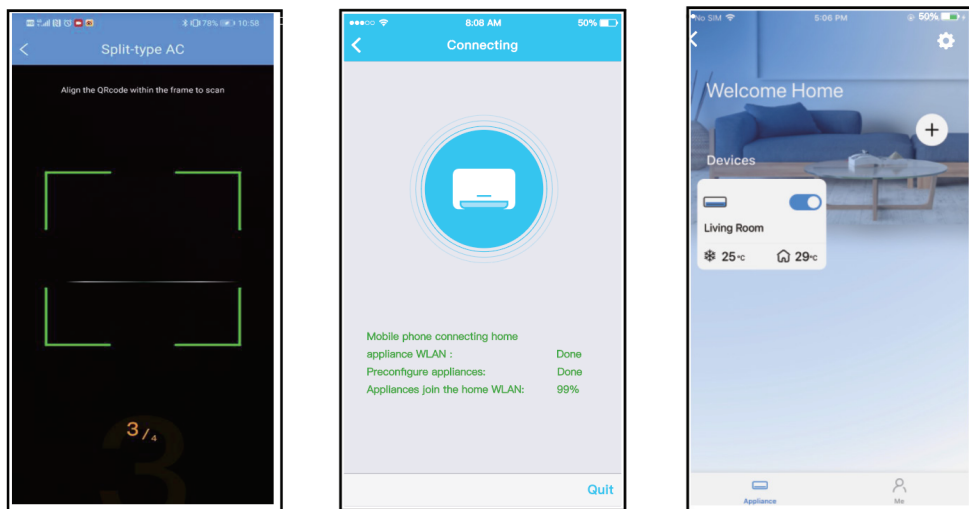 78% 10:58
Split-type AC
Align the QRcode within the frame to scan
3/4
3
8:08 AM
50%
Connecting
Mobile phone connecting home
appliance WLAN :
Done
Preconfigure appliances:
Done
Appliances join the home WLAN:
99%
Quit
No SIM
5:06 PM
50%
Welcome Home
+
Devices
Living Room
25°C
29°C
Appliance
Me